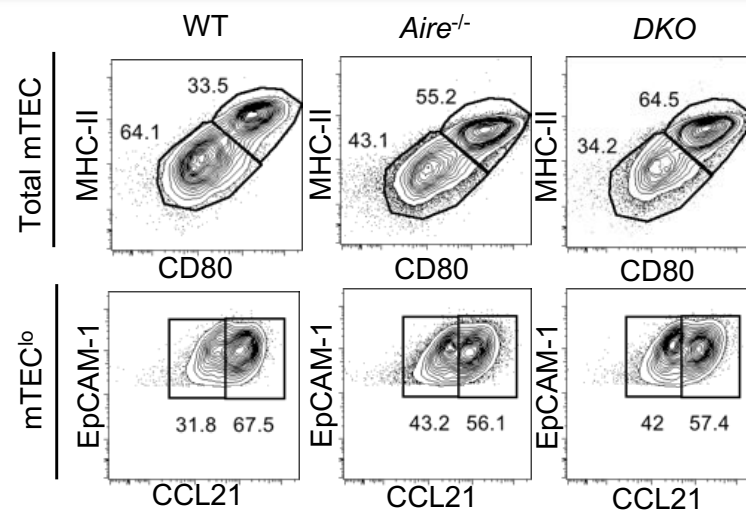 WT Aire-/- DKO
Total mTEC
MHC-II 64.1 33.5
MHC-II 43.1 55.2
MHC-II 34.2 64.5
CD80 CD80 CD80
mTEClo
EpCAM-1 EpCAM-1 EpCAM-1
31.8 67.5 43.2 56.1 42 57.4
CCL21 CCL21 CCL21